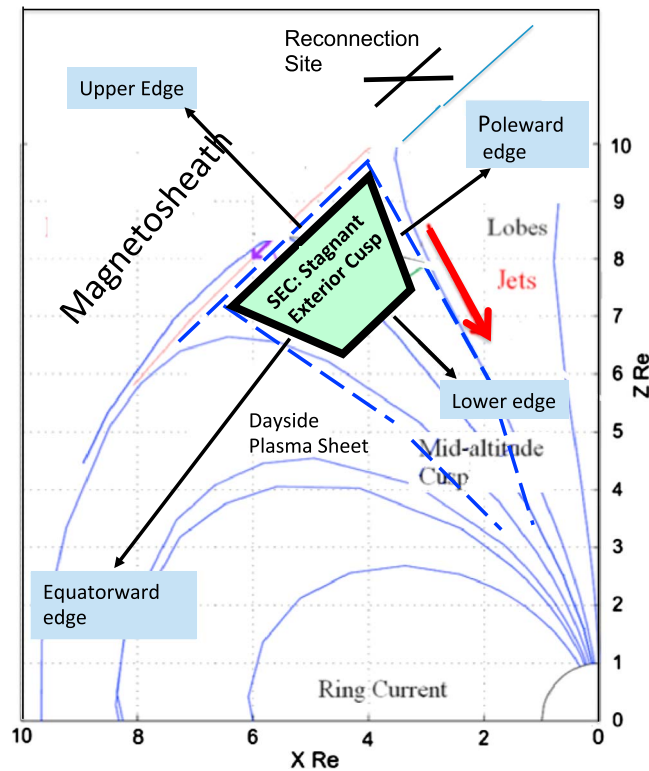 Reconnection
Site
Upper Edge
Poleward
edge
Magnetosheath
SEC: Stagnant
Exterior Cusp
Lobes
Jets
Lower edge
Dayside
Plasma Sheet
Mid-altitude
Cusp
Equatorward
edge
Ring Current
10
9
8
7
6
5
4
3
2
1
0
Z Re
10
8
6
4
2
0
X Re